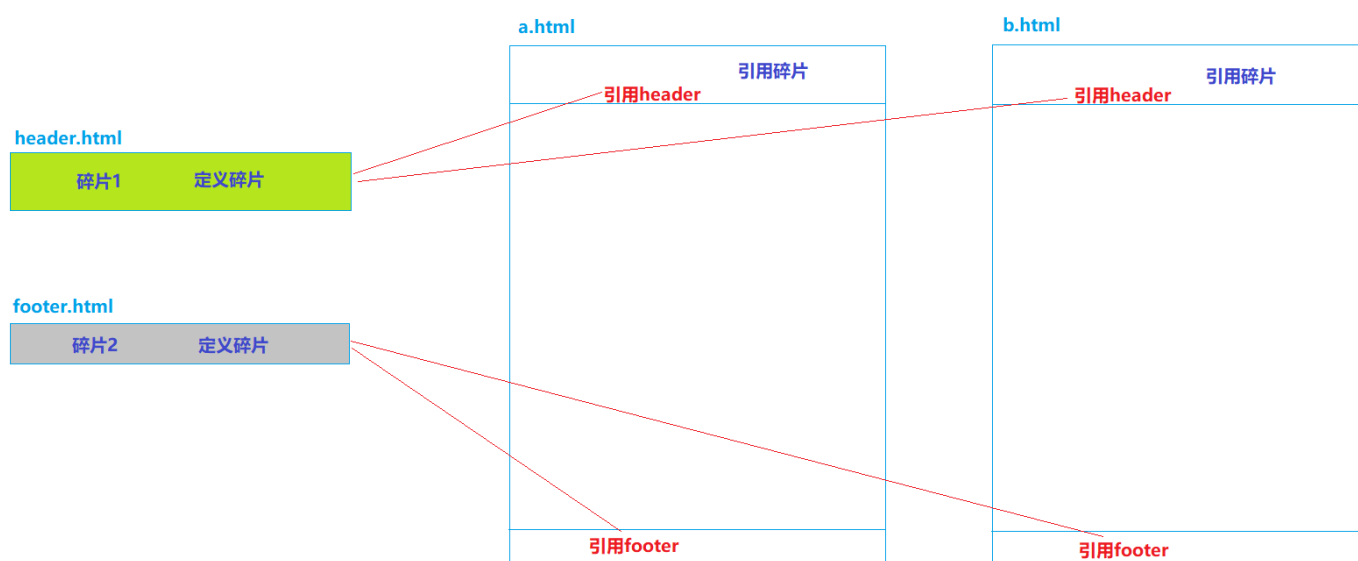 a.html
b.html
引用碎片
引用碎片
引用header
引用header
header.html
碎片1
定义碎片
footer.html
碎片2
定义碎片
引用footer
引用footer